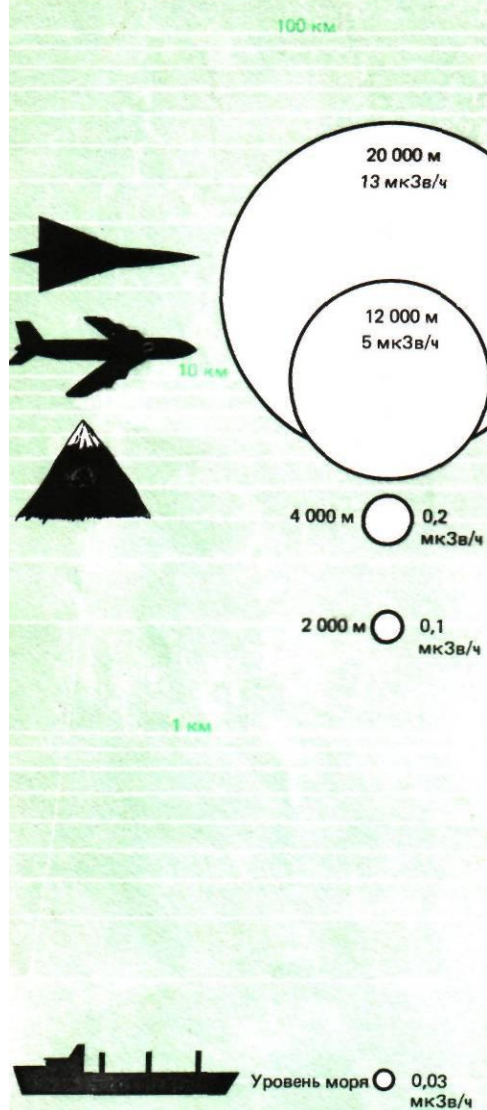 100 км
20 000 м
13 мкЗв/ч
12 000 м
5 мкЗв/ч
10 км
4 000 м 0,2
мкЗв/ч
2 000 м 0,1
мкЗв/ч
1 км
Уровень моря 0,03
мкЗв/ч